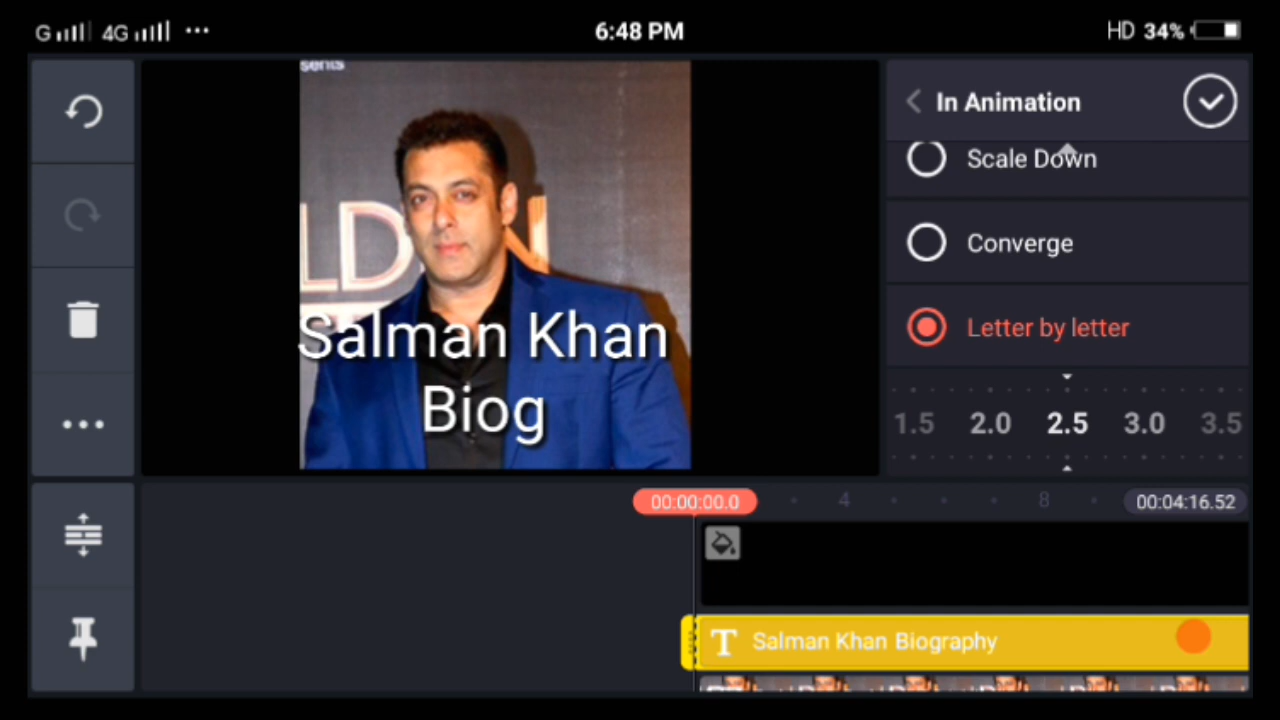 G 4G ... 6:48 PM HD 34%
sents
In Animation
Scale Down
Converge
Letter by letter
1.5 2.0 2.5 3.0 3.5
LD N
Salman Khan
Biog
00:00:00.0 4 8 00:04:16.52
T Salman Khan Biography